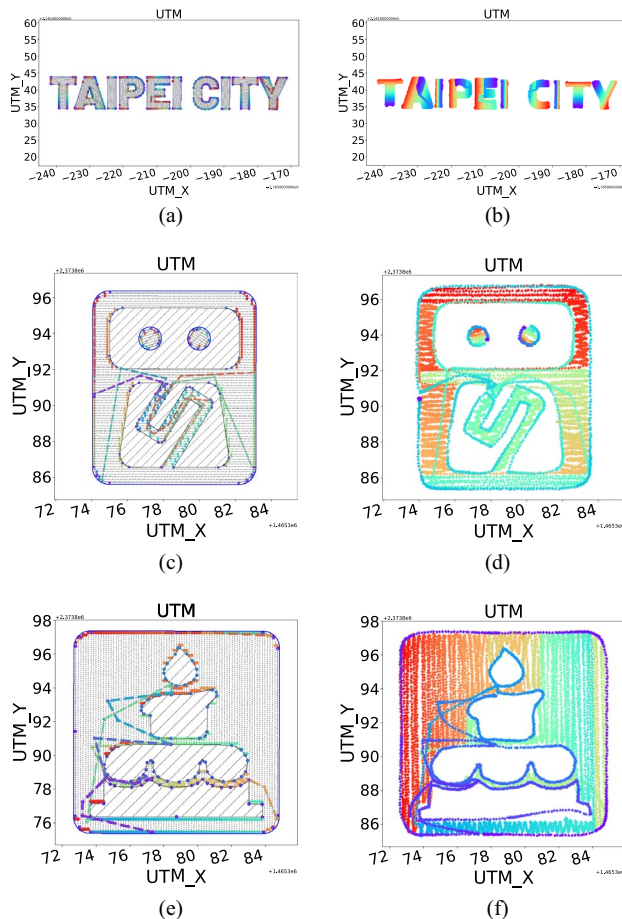 UTM UTM
TAIPEI CITY TAIPEI CITY
UTM_Y UTM_Y
60 55 50 45 40 35 30 25 20
60 55 50 45 40 35 30 25 20
−240 −230 −220 −210 −200 −190 −180 −170
−240 −230 −220 −210 −200 −190 −180 −170
UTM_X UTM_X
(a) (b)
UTM UTM
+2.3738e6 +2.3738e6
UTM_Y UTM_Y
96 94 92 90 88 86
96 94 92 90 88 86
72 74 76 78 80 82 84
72 74 76 78 80 82 84
UTM_X UTM_X
+1.4653e6 +1.4653e6
(c) (d)
UTM UTM
+2.3738e6 +2.3738e6
UTM_Y UTM_Y
98 96 94 92 90 78 76
98 96 94 92 90 88 86
72 74 76 78 80 82 84
72 74 76 78 80 82 84
UTM_X UTM_X
+1.4653e6 +1.4653e6
(e) (f)